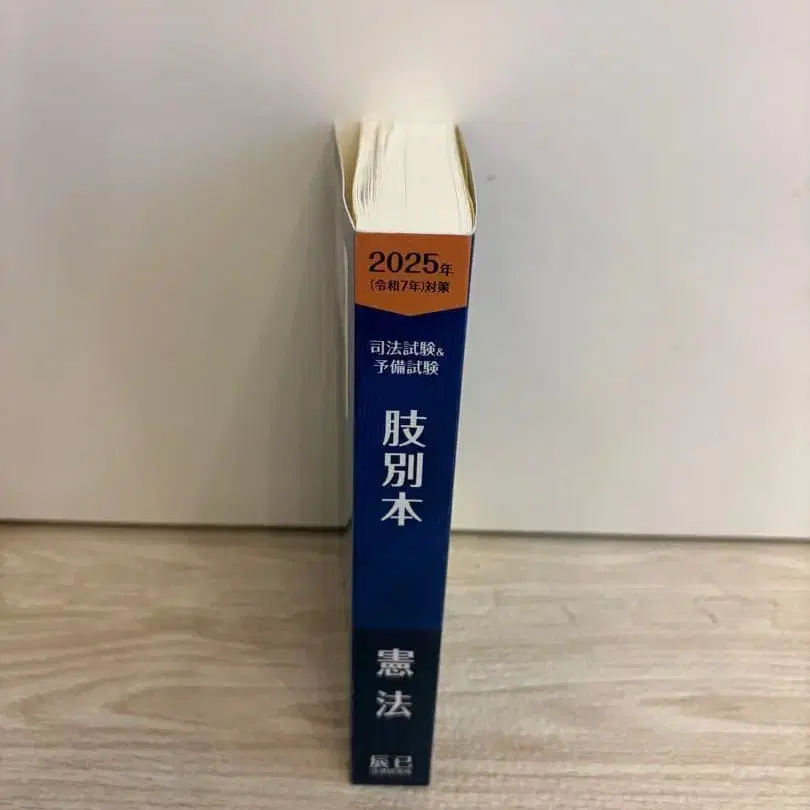 2025年
(令和7年)対策
司法試験&
予備試験
肢別本
憲法
辰已